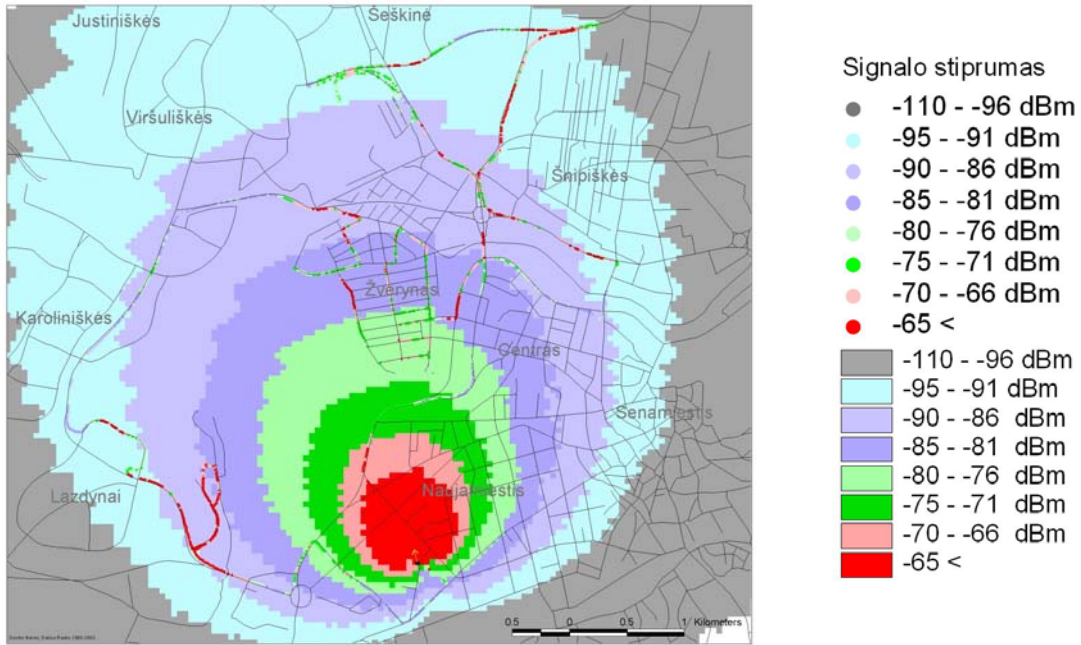 Justiniškės
Šeškinė
Viršuliškės
Šnipiškės
Žvėrynas
Karoliniškės
Centras
Senamiestis
Lazdynai
Naujamiestis
0.5 0 0.5 1 Kilometers
Signalo stiprumas
-110 - -96 dBm
-95 - -91 dBm
-90 - -86 dBm
-85 - -81 dBm
-80 - -76 dBm
-75 - -71 dBm
-70 - -66 dBm
-65 <
-110 - -96 dBm
-95 - -91 dBm
-90 - -86 dBm
-85 - -81 dBm
-80 - -76 dBm
-75 - -71 dBm
-70 - -66 dBm
-65 <